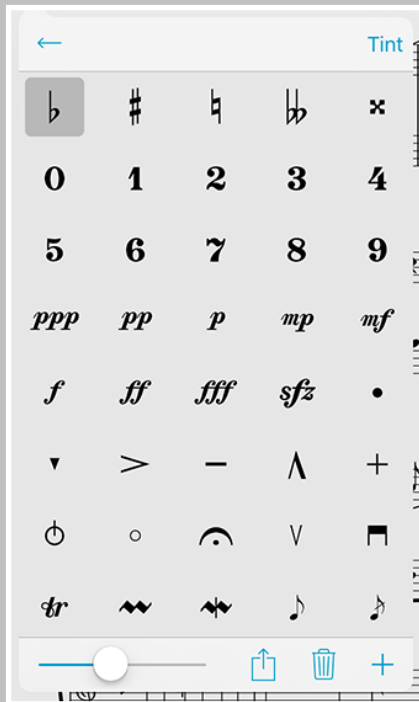 Tint
♭ ♯ ♮ 𝄫 𝄪
0 1 2 3 4
5 6 7 8 9
ppp pp p mp mf
f ff fff sfz
tr